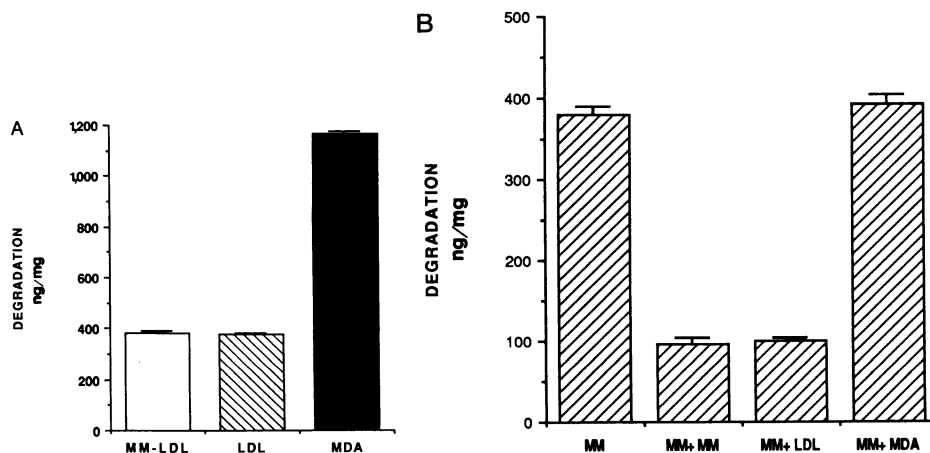 A
DEGRADATION
ng/mg
1,200
1,000
800
600
400
200
0
MM-LDL LDL MDA
B
DEGRADATION
ng/mg
500
400
300
200
100
0
MM MM+MM MM+LDL MM+MDA